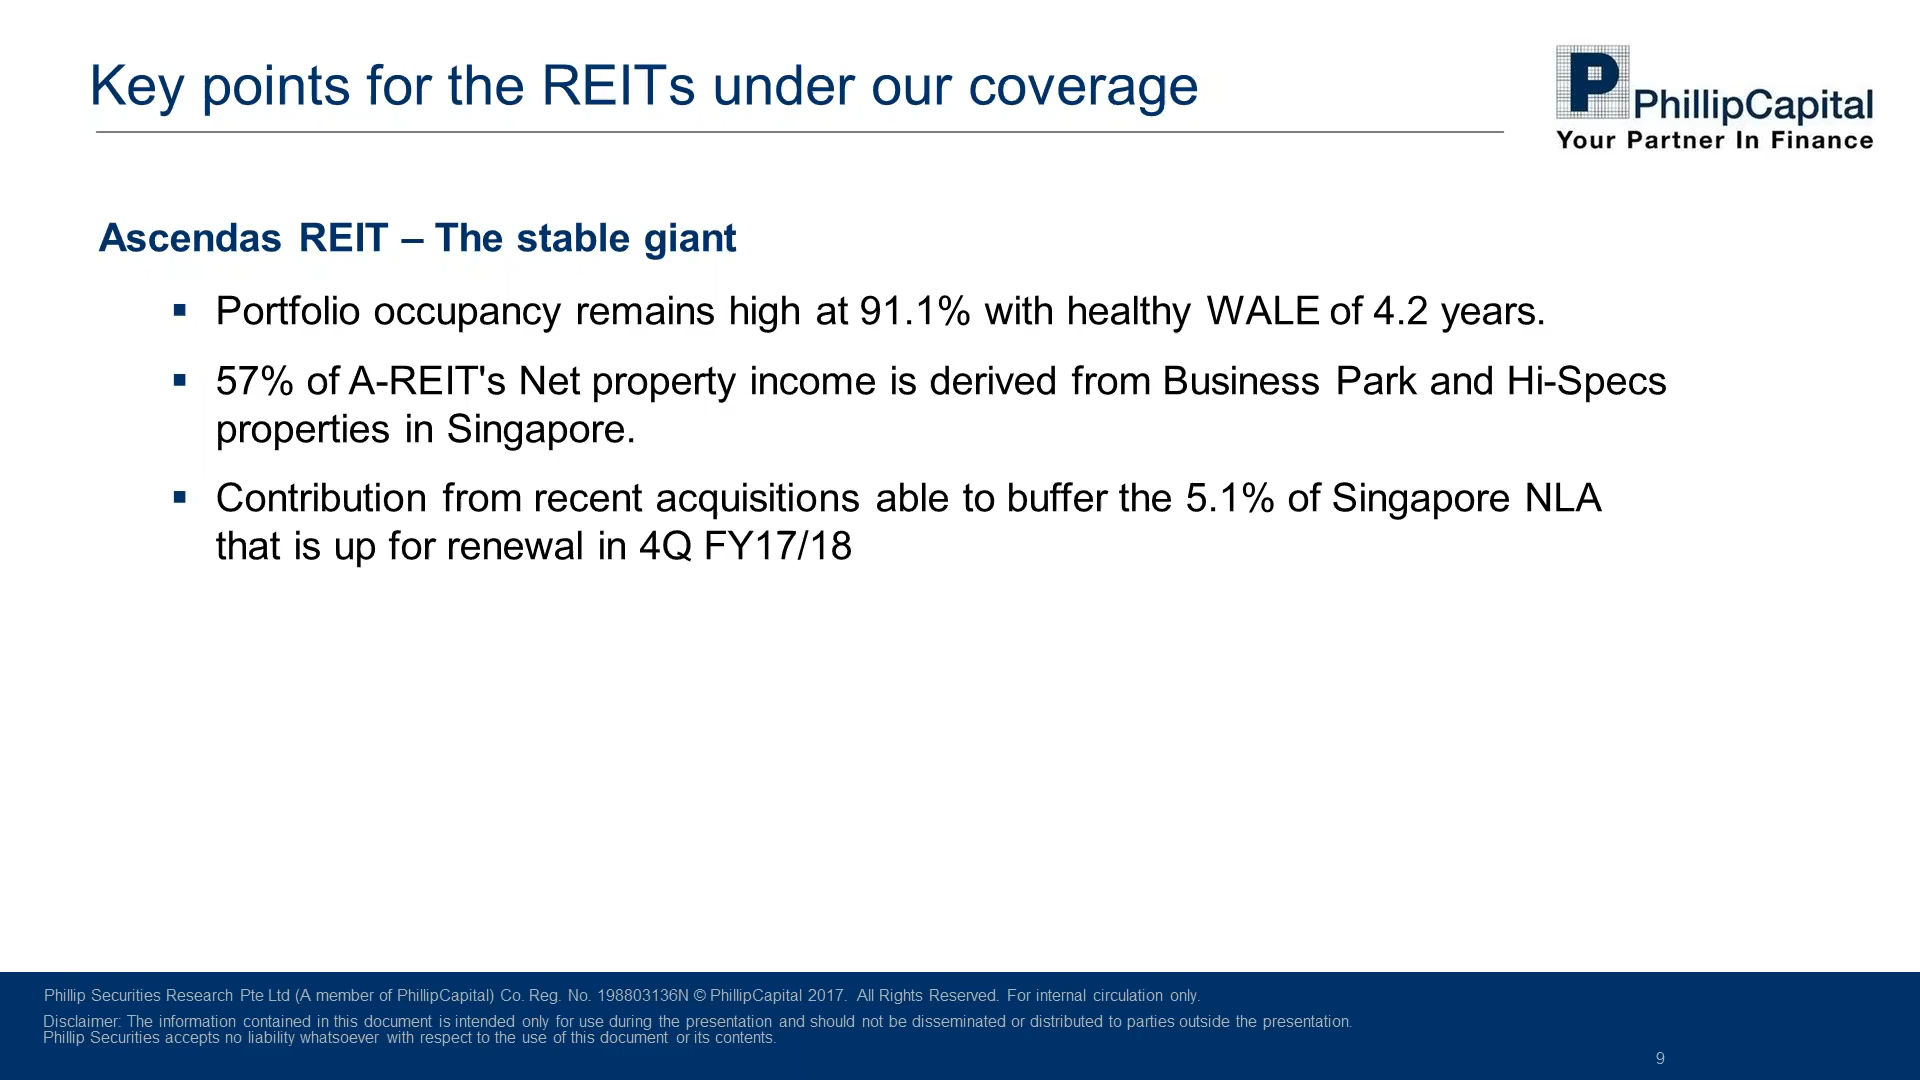 Key points for the REITs under our coverage
P
PhillipCapital
Your Partner In Finance
Ascendas REIT – The stable giant
▪ Portfolio occupancy remains high at 91.1% with healthy WALE of 4.2 years.
▪ 57% of A-REIT's Net property income is derived from Business Park and Hi-Specs
properties in Singapore.
▪ Contribution from recent acquisitions able to buffer the 5.1% of Singapore NLA
that is up for renewal in 4Q FY17/18
Phillip Securities Research Pte Ltd (A member of PhillipCapital) Co. Reg. No. 198803136N © PhillipCapital 2017. All Rights Reserved. For internal circulation only.
Disclaimer: The information contained in this document is intended only for use during the presentation and should not be disseminated or distributed to parties outside the presentation.
Phillip Securities accepts no liability whatsoever with respect to the use of this document or its contents.
9